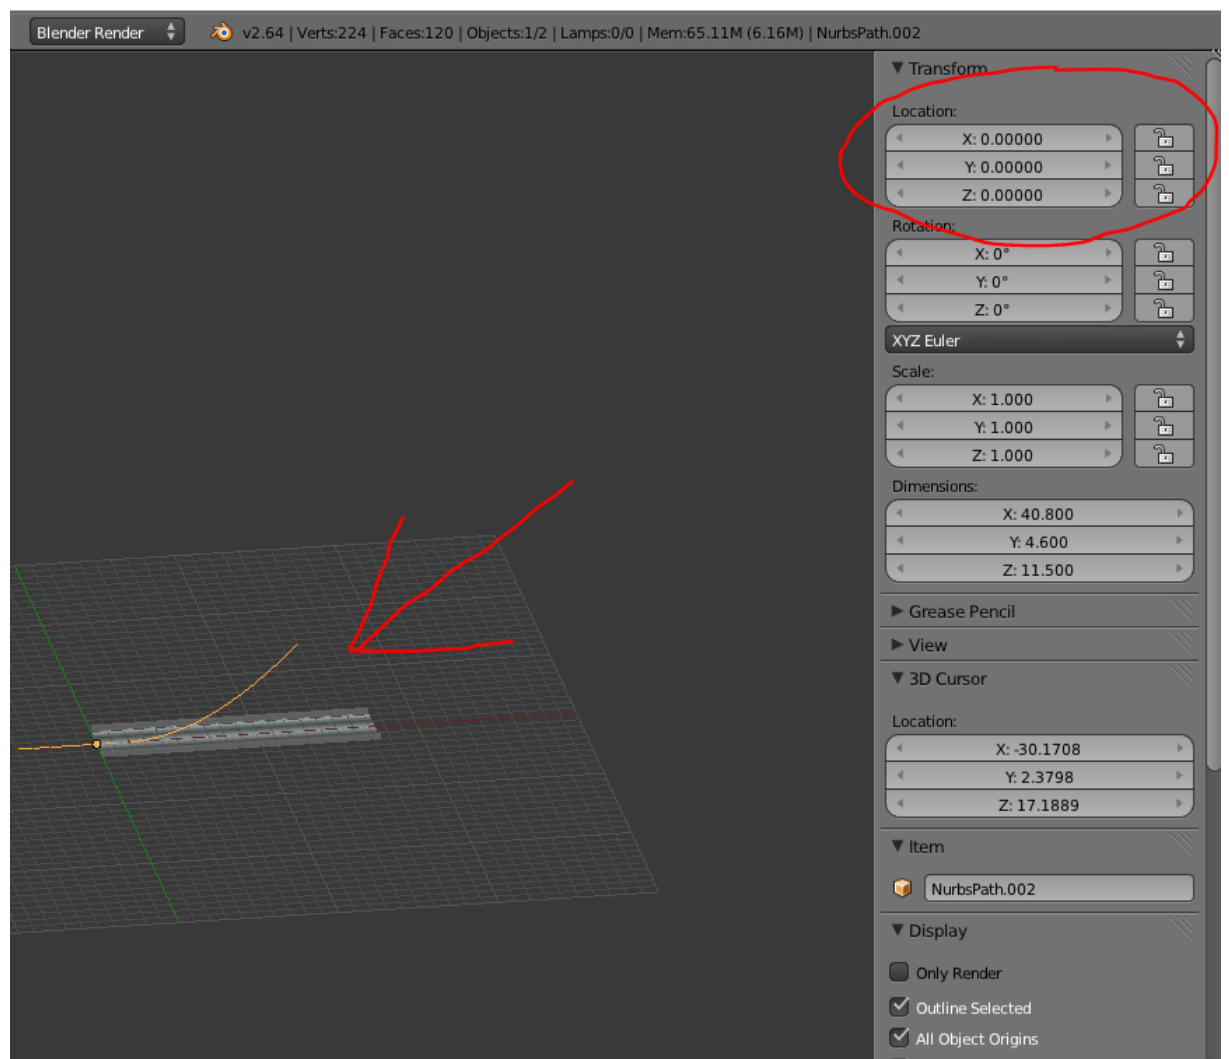 Blender Render
v2.64 | Verts:224 | Faces:120 | Objects:1/2 | Lamps:0/0 | Mem:65.11M (6.16M) | NurbsPath.002
Transform
Location:
X: 0.00000
Y: 0.00000
Z: 0.00000
Rotation:
X: 0°
Y: 0°
Z: 0°
XYZ Euler
Scale:
X: 1.000
Y: 1.000
Z: 1.000
Dimensions:
X: 40.800
Y: 4.600
Z: 11.500
Grease Pencil
View
3D Cursor
Location:
X: -30.1708
Y: 2.3798
Z: 17.1889
Item
NurbsPath.002
Display
Only Render
Outline Selected
All Object Origins